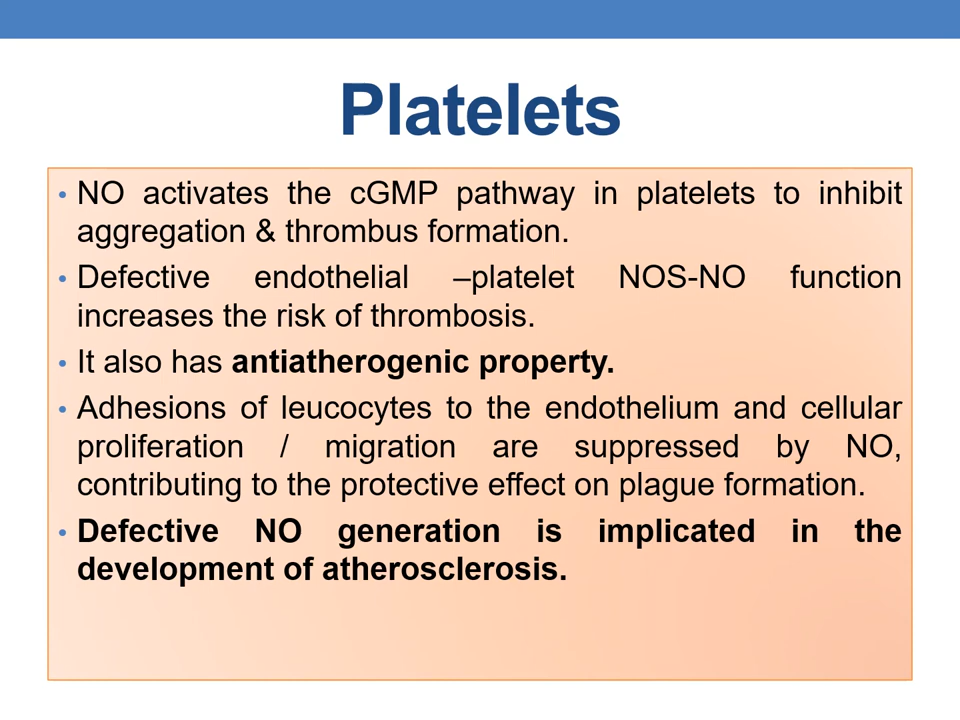 Platelets
• NO activates the cGMP pathway in platelets to inhibit
aggregation & thrombus formation.
• Defective endothelial –platelet NOS-NO function
increases the risk of thrombosis.
• It also has antiatherogenic property.
• Adhesions of leucocytes to the endothelium and cellular
proliferation / migration are suppressed by NO,
contributing to the protective effect on plague formation.
• Defective NO generation is implicated in the
development of atherosclerosis.